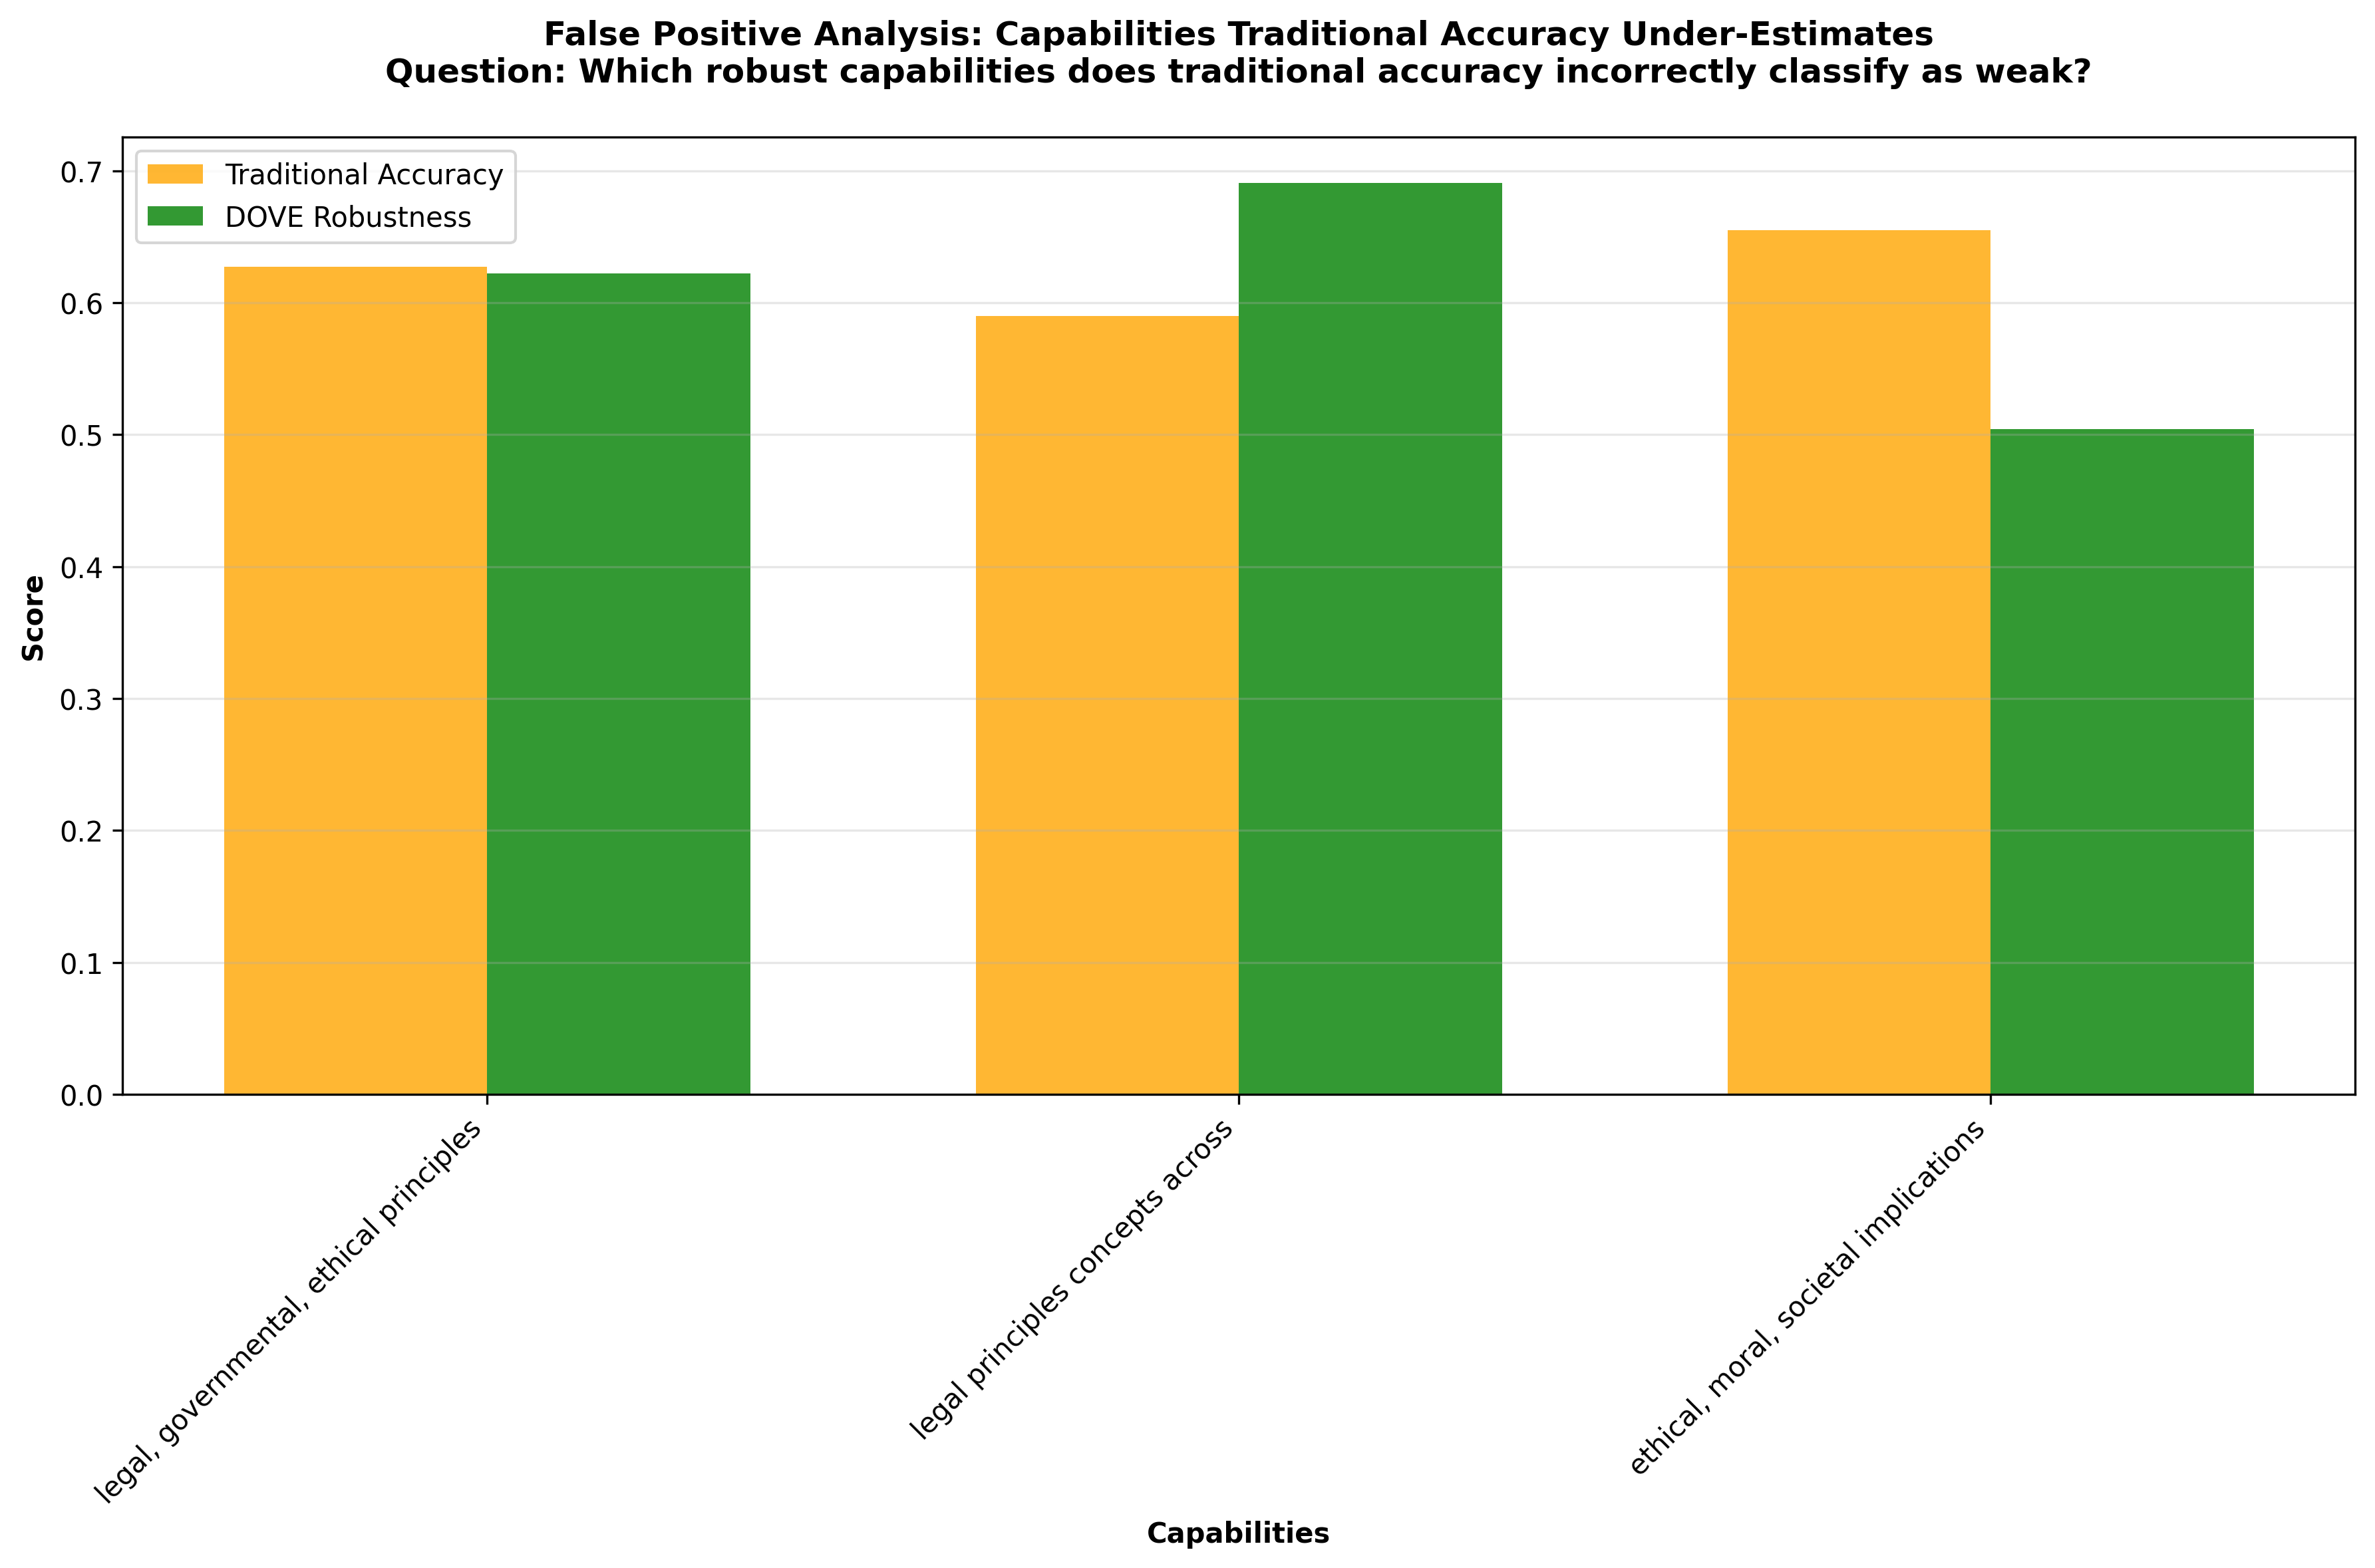 False Positive Analysis: Capabilities Traditional Accuracy Under-Estimates
Question: Which robust capabilities does traditional accuracy incorrectly classify as weak?
Traditional Accuracy
DOVE Robustness
0.7
0.6
0.5
0.4
0.3
0.2
0.1
0.0
Score
legal, governmental, ethical principles
legal principles concepts across
ethical, moral, societal implications
Capabilities